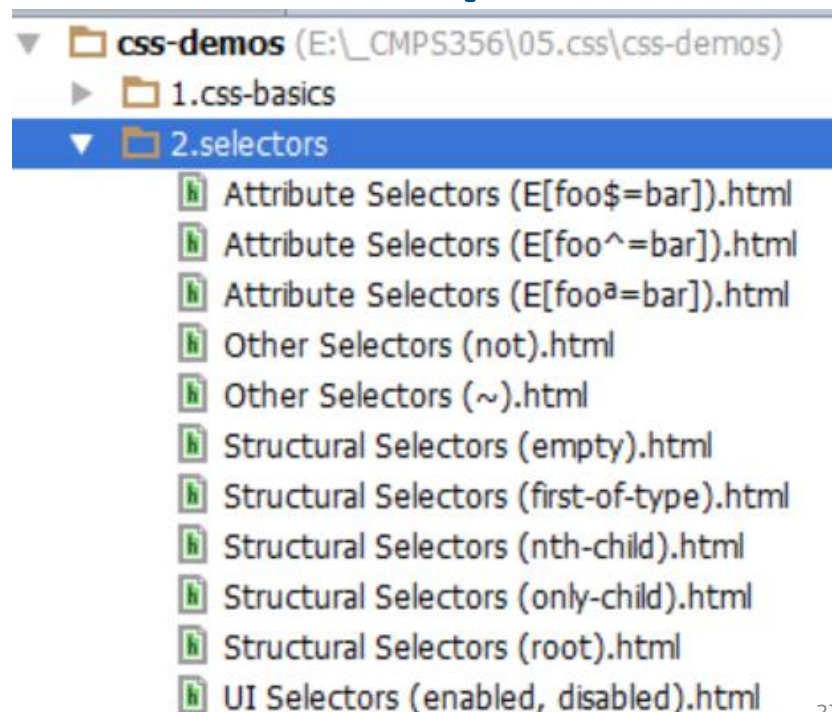 css-demos (E:\_CMPS356\05.css\css-demos)
1.css-basics
2.selectors
Attribute Selectors (E[foo$=bar]).html
Attribute Selectors (E[foo^=bar]).html
Attribute Selectors (E[fooª=bar]).html
Other Selectors (not).html
Other Selectors (~).html
Structural Selectors (empty).html
Structural Selectors (first-of-type).html
Structural Selectors (nth-child).html
Structural Selectors (only-child).html
Structural Selectors (root).html
UI Selectors (enabled, disabled).html